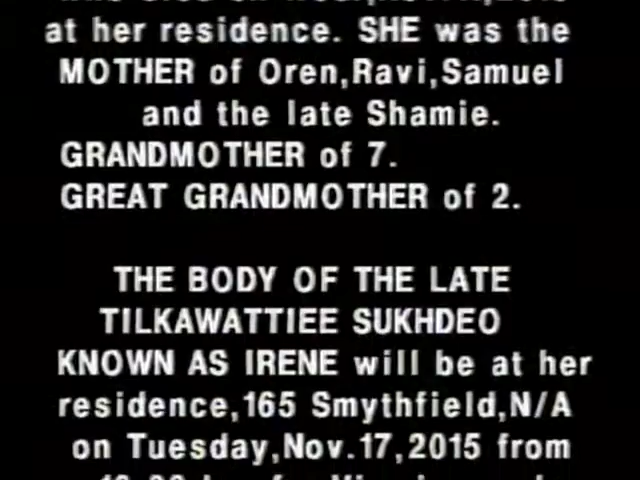 at her residence. SHE was the
MOTHER of Oren,Ravi,Samuel
and the late Shamie.
GRANDMOTHER of 7.
GREAT GRANDMOTHER of 2.
THE BODY OF THE LATE
TILKAWATTIEE SUKHDEO
KNOWN AS IRENE will be at her
residence,165 Smythfield,N/A
on Tuesday,Nov.17,2015 from